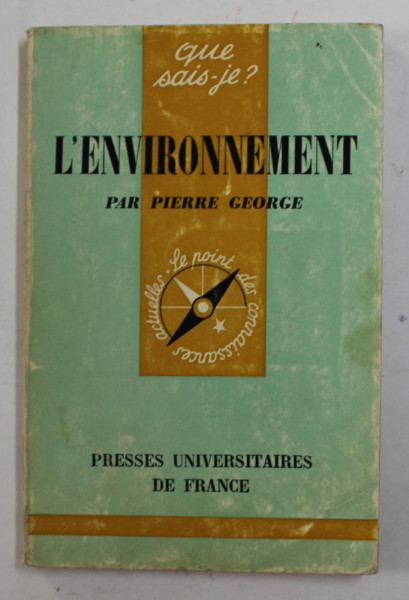 que
sais-je?
L'ENVIRONNEMENT
PAR PIERRE GEORGE
Le point des connaissances actuelles.
PRESSES UNIVERSITAIRES
DE FRANCE